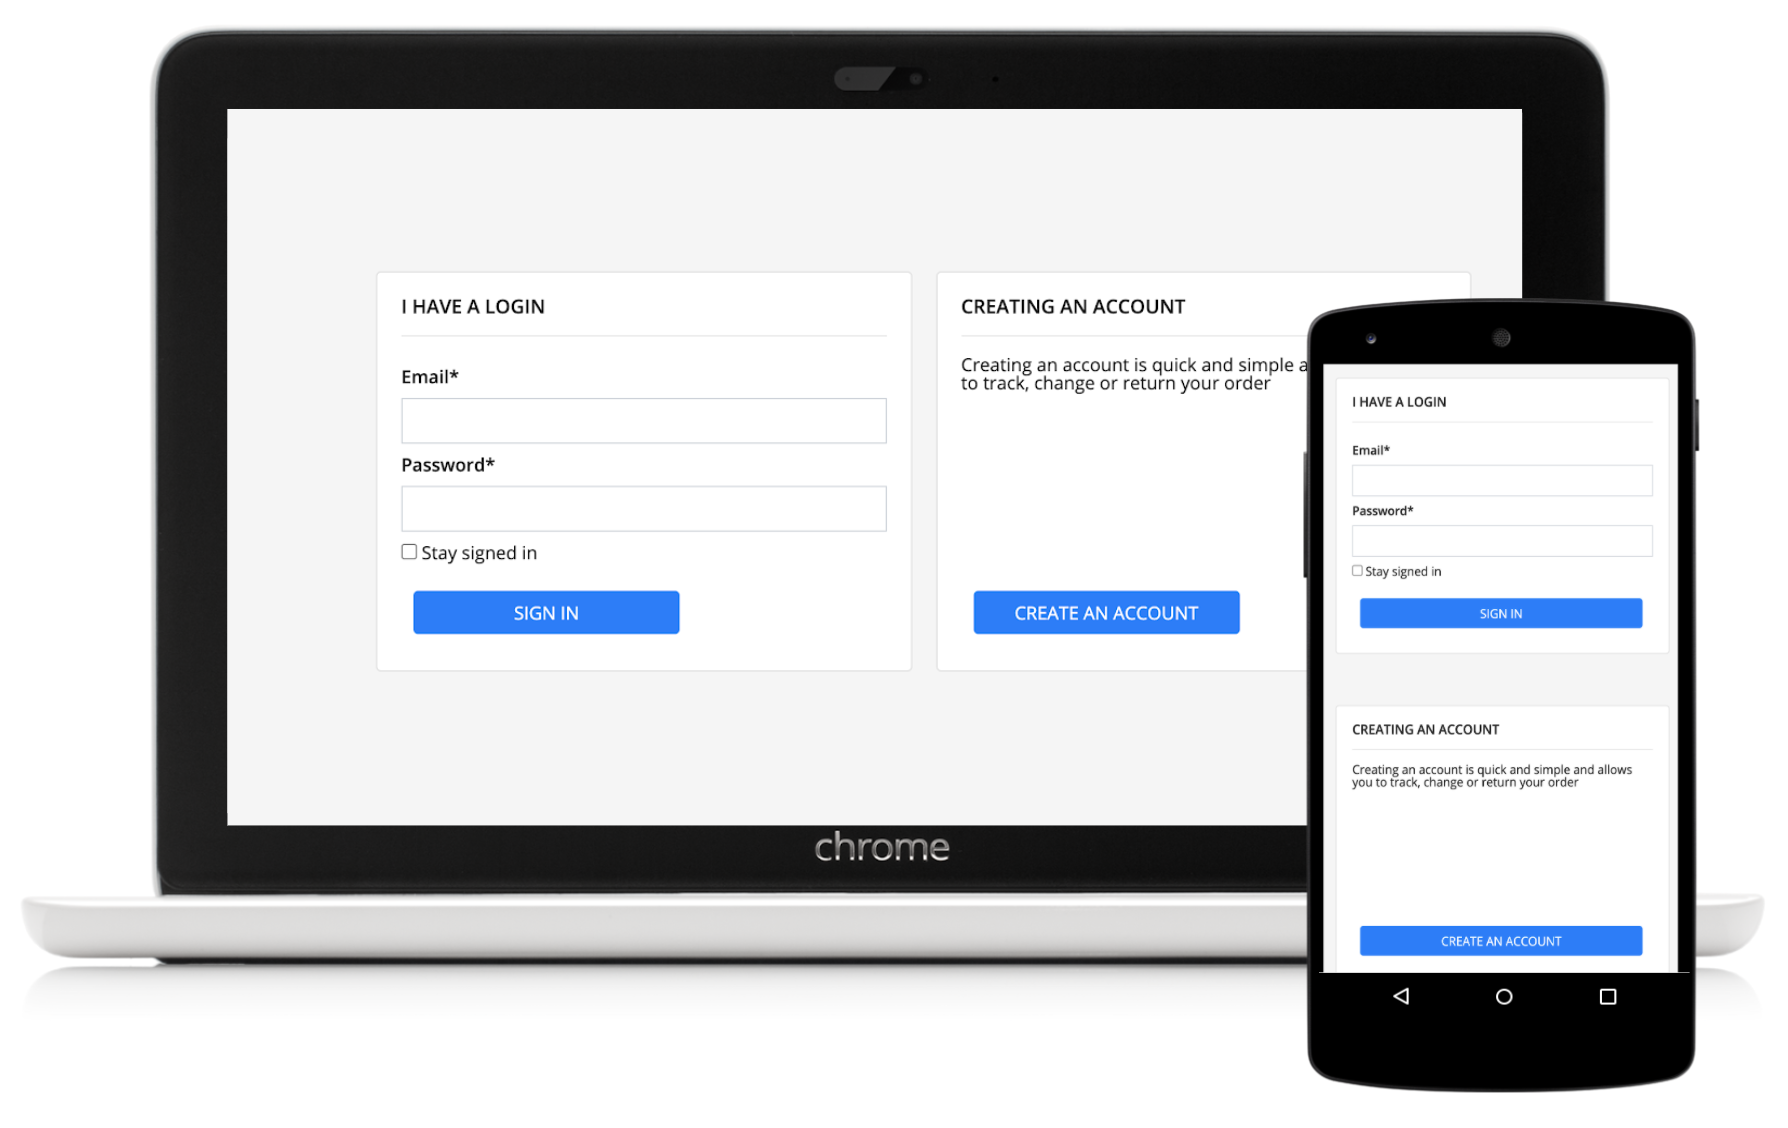 I HAVE A LOGIN
Email*
Password*
Stay signed in
SIGN IN
CREATING AN ACCOUNT
Creating an account is quick and simple a
to track, change or return your order
CREATE AN ACCOUNT
chrome
I HAVE A LOGIN
Email*
Password*
Stay signed in
SIGN IN
CREATING AN ACCOUNT
Creating an account is quick and simple and allows
you to track, change or return your order
CREATE AN ACCOUNT